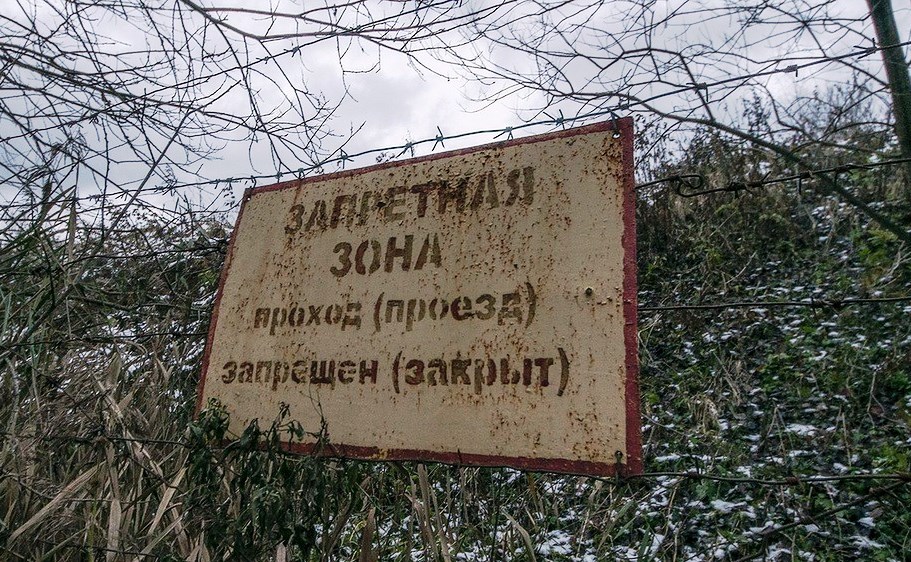 ЗАПРЕТНАЯ
ЗОНА
проход (проезд)
запрещен (закрыт)